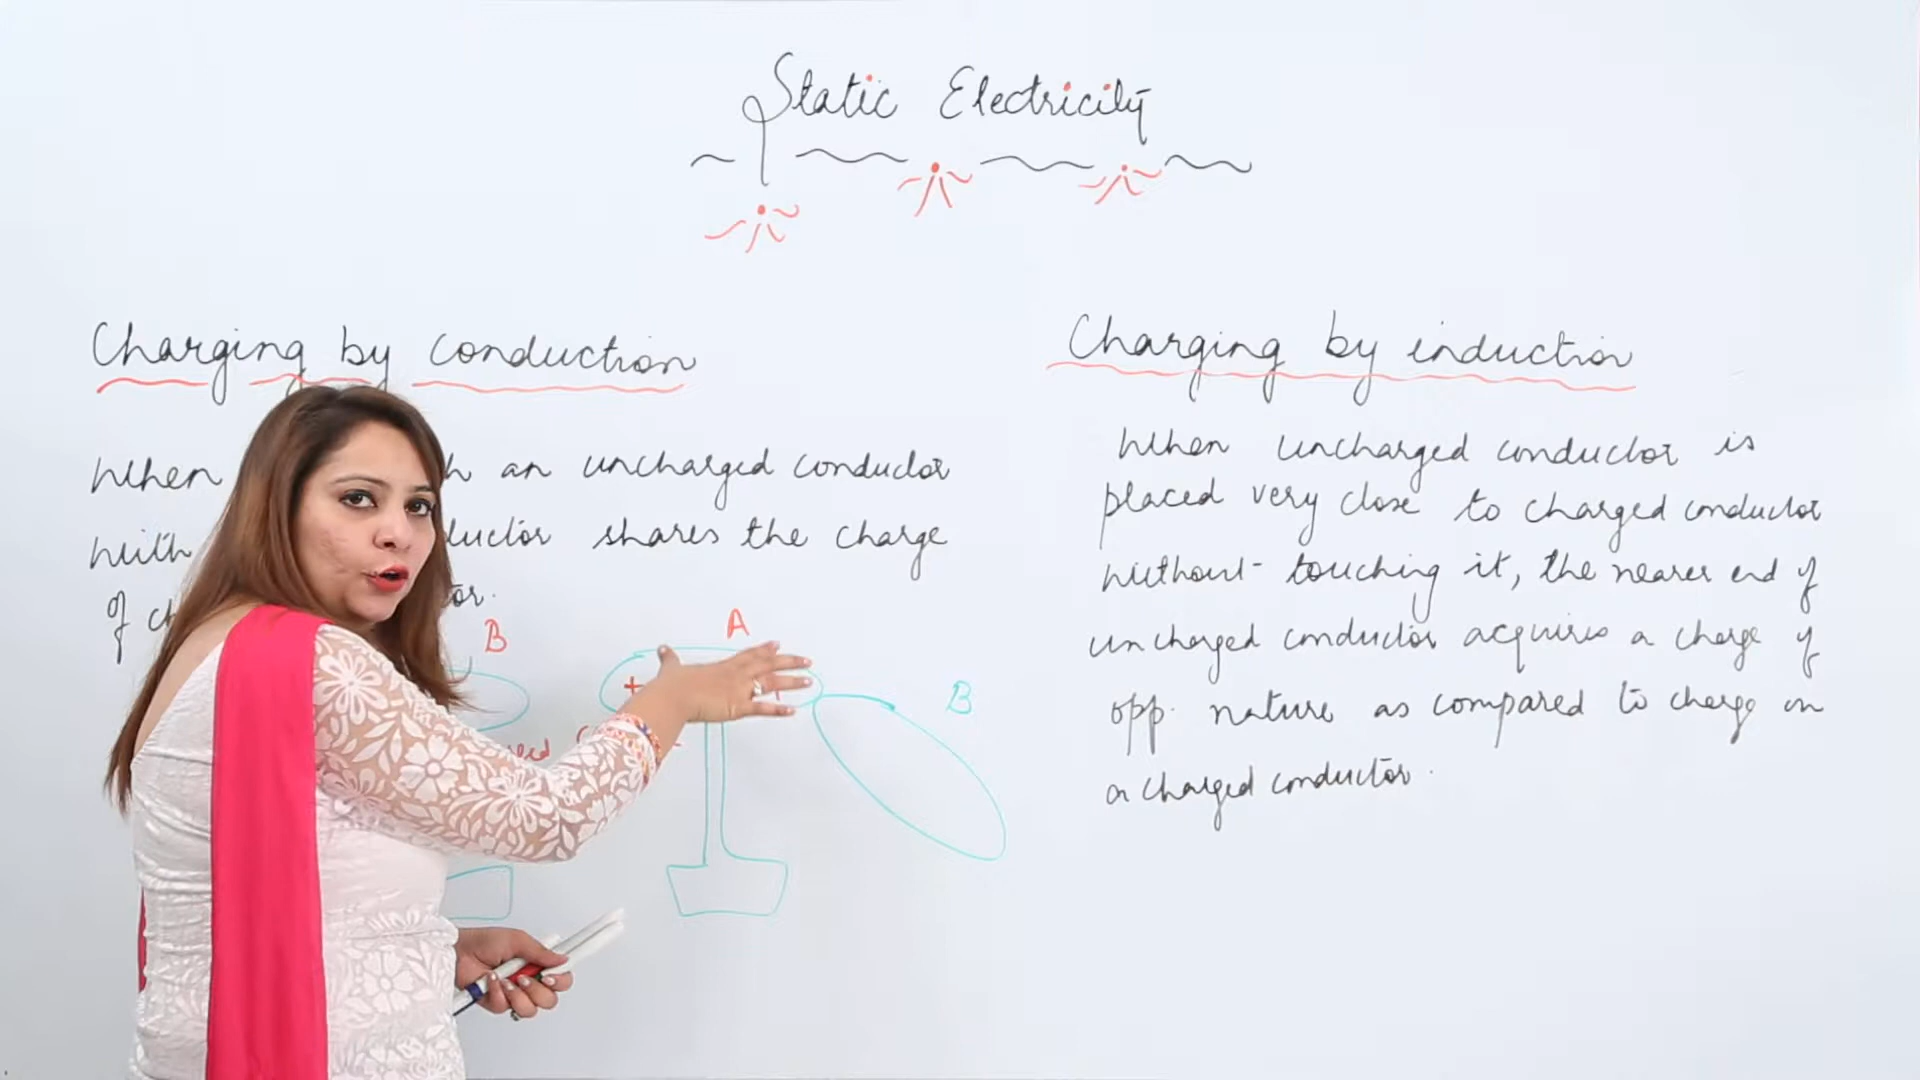 Static Electricity
Charging by conduction
When an uncharged conductor
with shares the charge
of
B
A
+
B
Charging by induction
When uncharged conductor is
placed very close to charged conductor
without touching it, the nearer end of
uncharged conductor acquires a charge of
opp. nature as compared to charge on
a charged conductor.